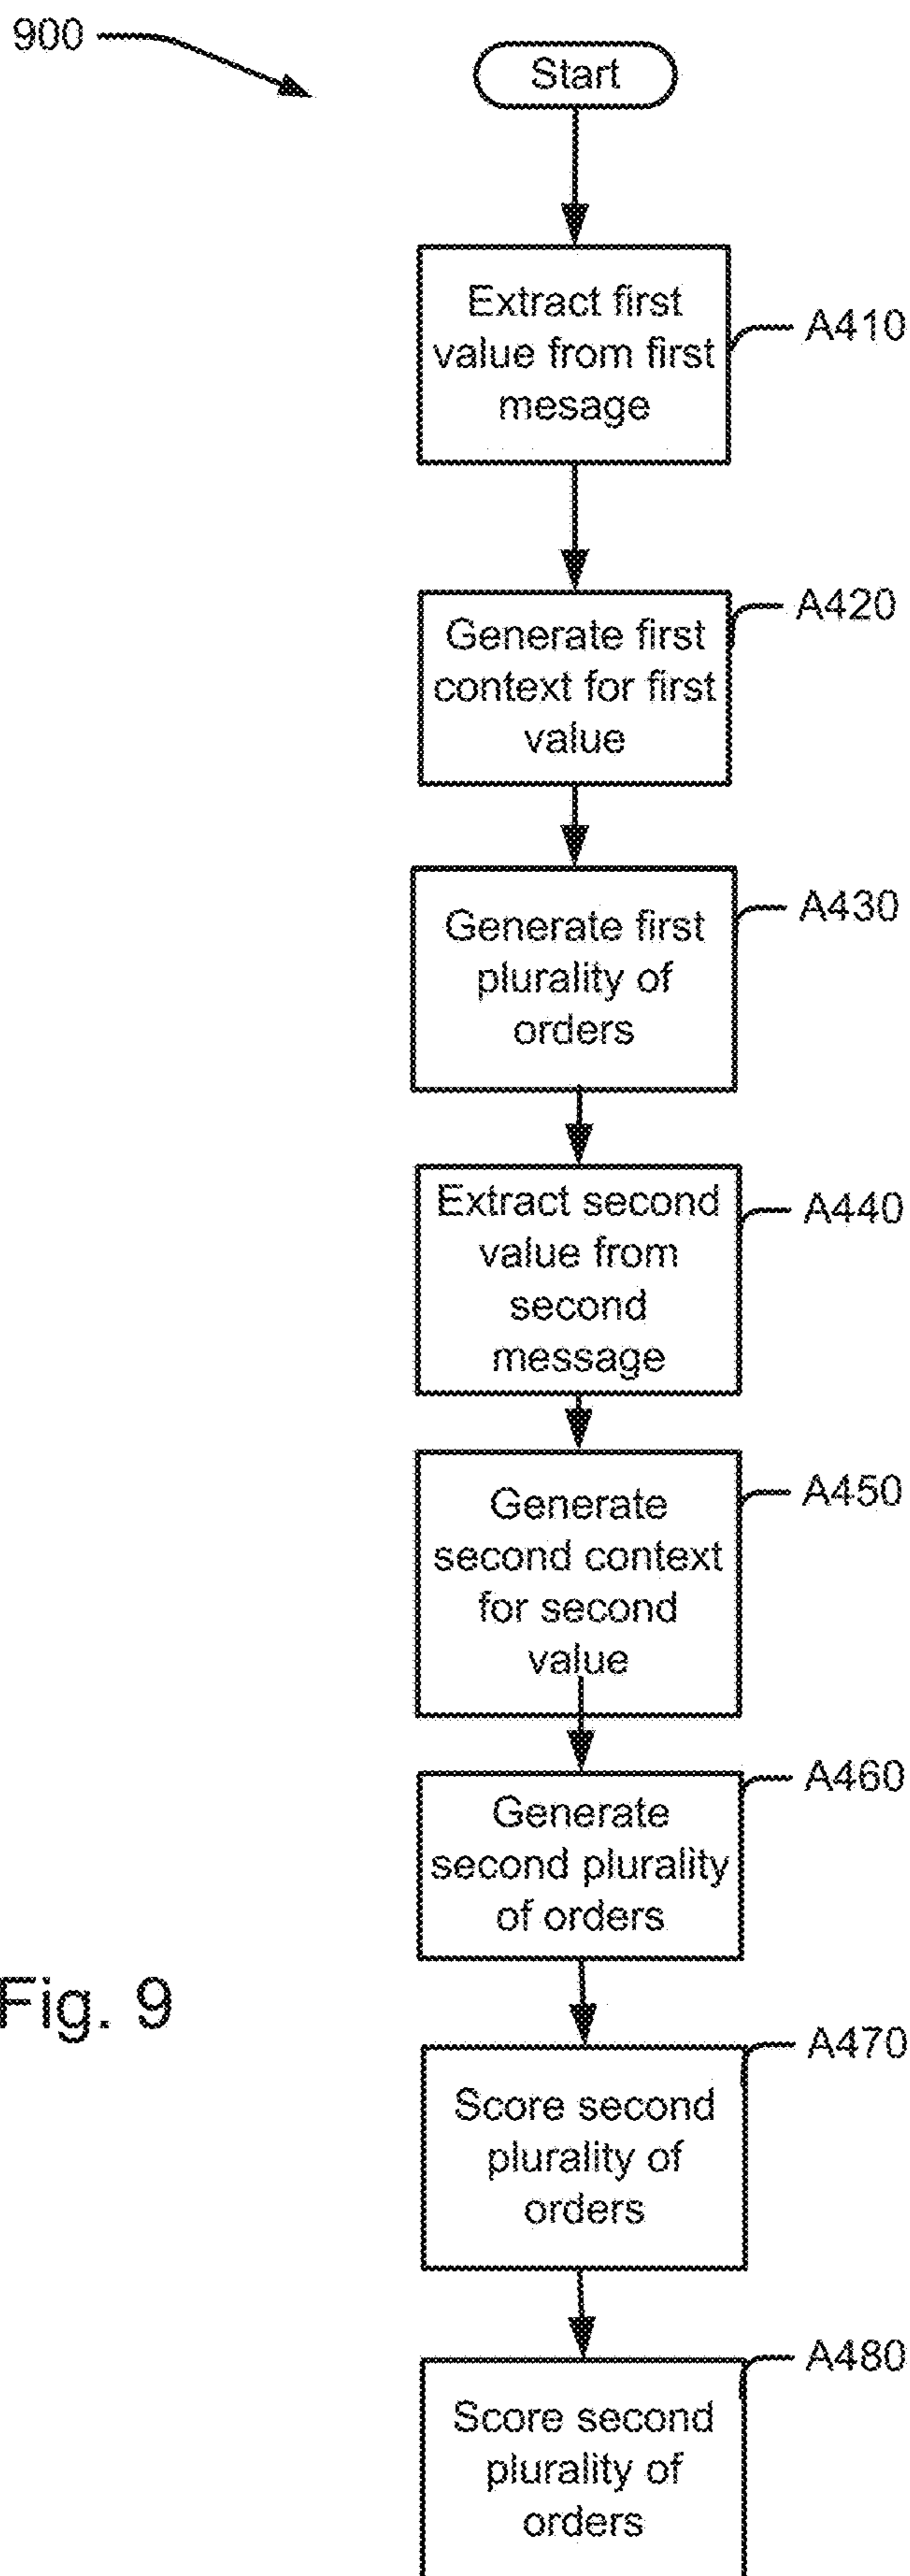 900
Start
Extract first
value from first
mesage
A410
Generate first
context for first
value
A420
Generate first
plurality of
orders
A430
Extract second
value from
second
message
A440
Generate
second context
for second
value
A450
Generate
second plurality
of orders
A460
Fig. 9
Score second
plurality of
orders
A470
Score second
plurality of
orders
A480